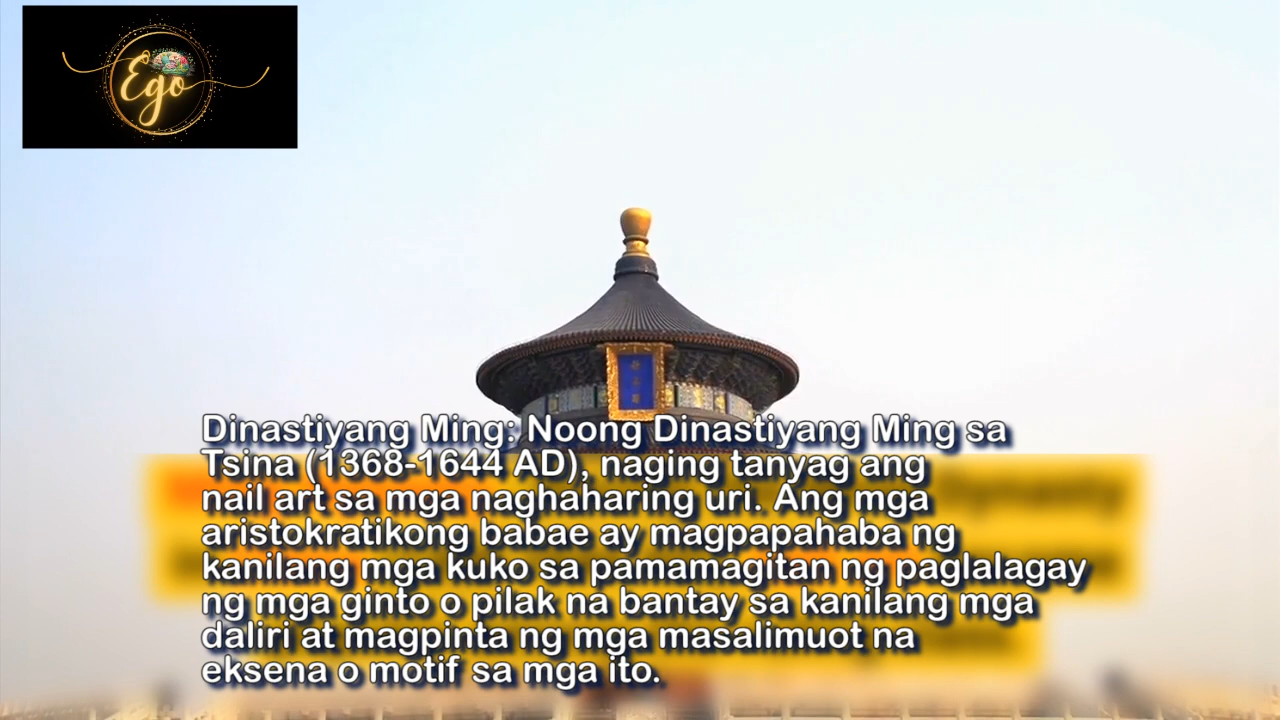 Ego
Dinastiyang Ming: Noong Dinastiyang Ming sa
Tsina (1368-1644 AD), naging tanyag ang
nail art sa mga naghaharing uri. Ang mga
aristokratikong babae ay magpapahaba ng
kanilang mga kuko sa pamamagitan ng paglalagay
ng mga ginto o pilak na bantay sa kanilang mga
daliri at magpinta ng mga masalimuot na
eksena o motif sa mga ito.